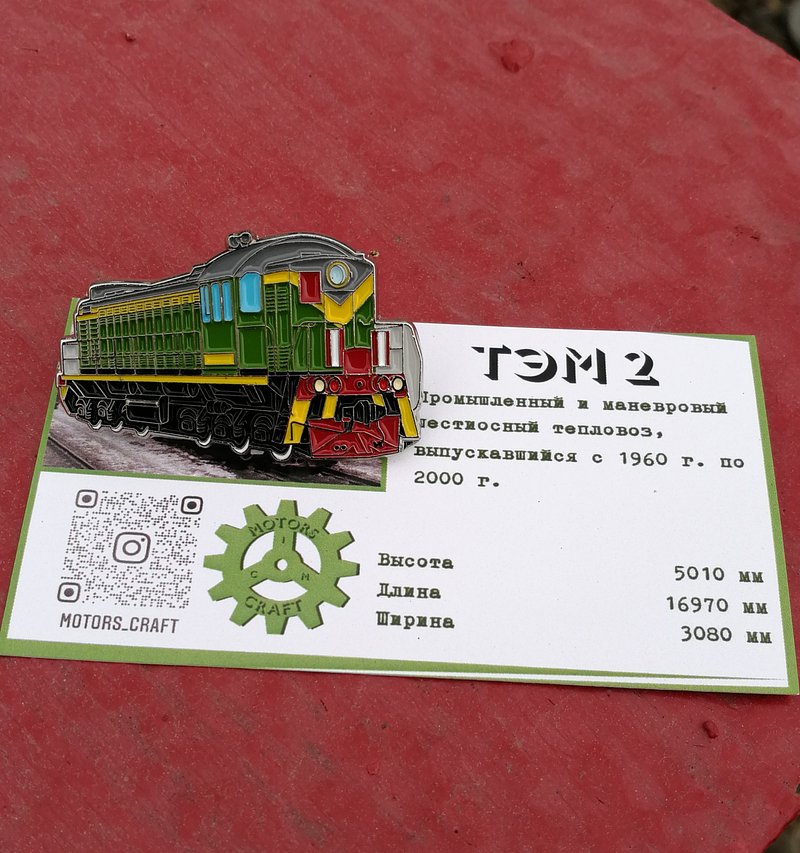 ТЭМ 2
Промышленный и маневровый
шестиосный тепловоз,
выпускавшийся с 1960 г. по
2000 г.
Высота 5010 мм
Длина 16970 мм
Ширина 3080 мм
MOTORS
CRAFT
MOTORS_CRAFT